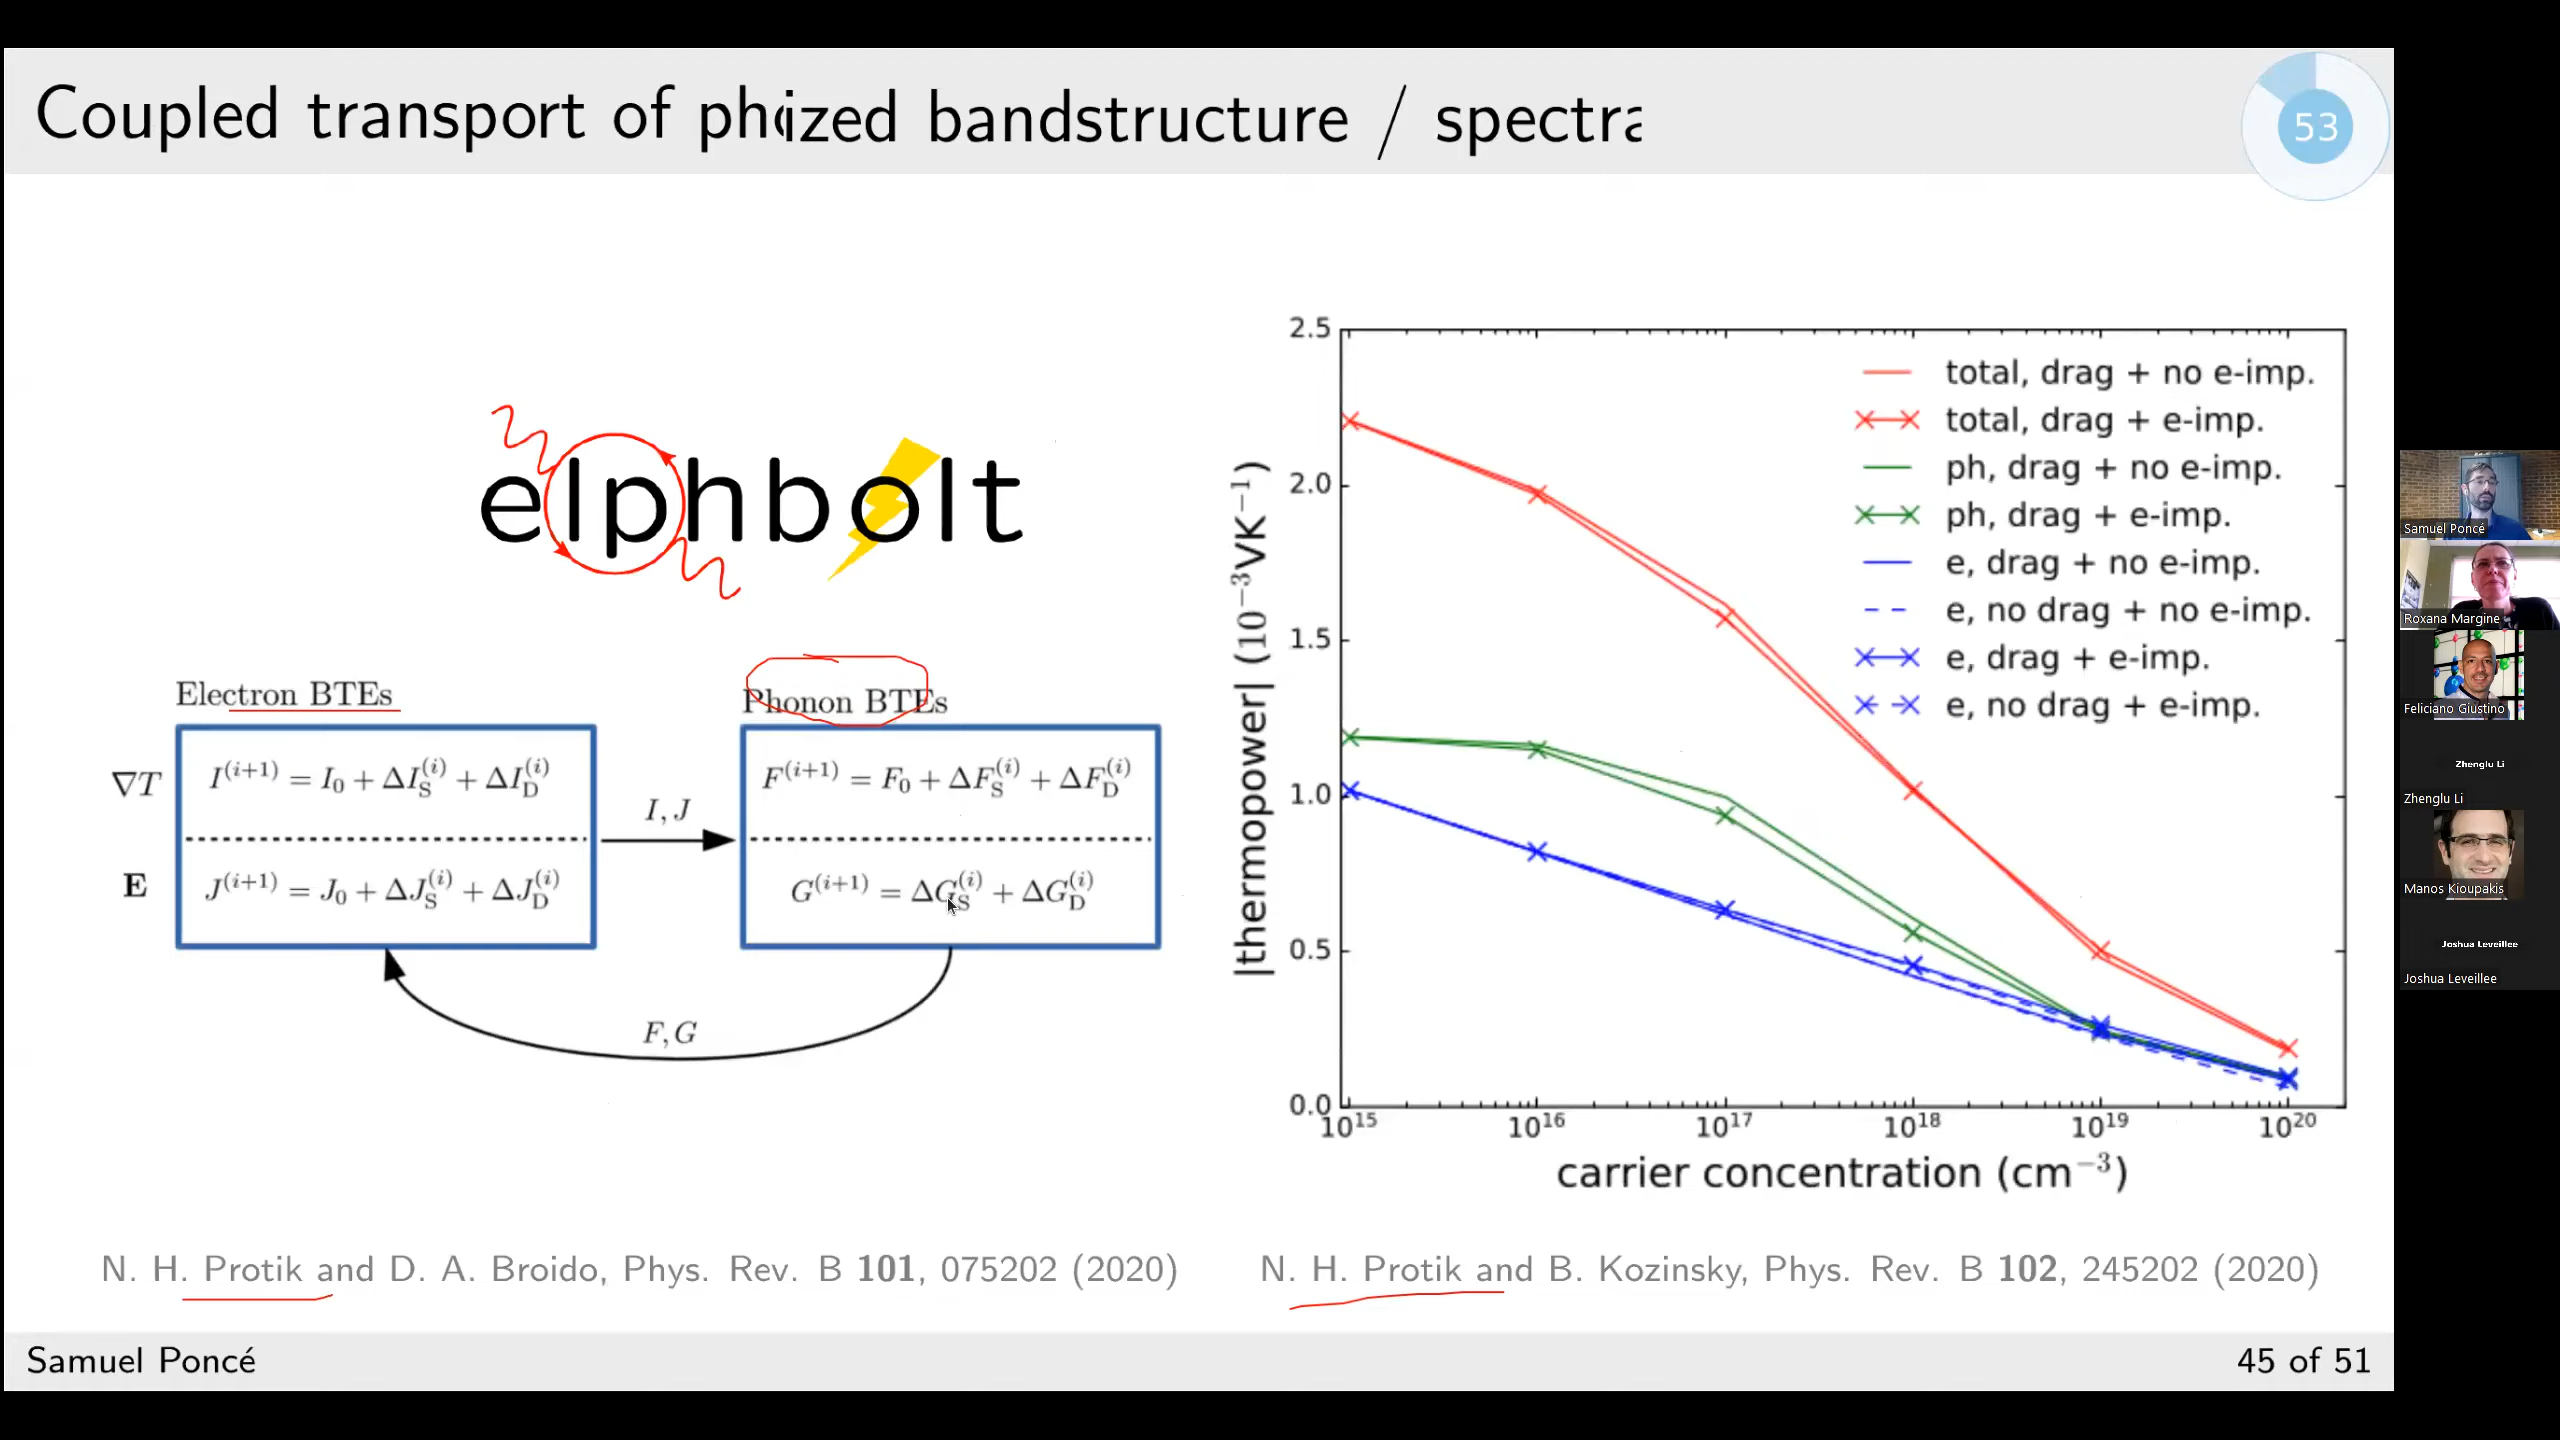 Coupled transport of phized bandstructure / spectra
53
elphbolt
Electron BTEs
Phonon BTEs
∇T
I^{(i+1)} = I_0 + ΔI_S^{(i)} + ΔI_D^{(i)}
I, J
F^{(i+1)} = F_0 + ΔF_S^{(i)} + ΔF_D^{(i)}
E
J^{(i+1)} = J_0 + ΔJ_S^{(i)} + ΔJ_D^{(i)}
G^{(i+1)} = ΔG_S^{(i)} + ΔG_D^{(i)}
F, G
|thermopower| (10^{−3}VK^{−1})
2.5
2.0
1.5
1.0
0.5
0.0
total, drag + no e-imp.
total, drag + e-imp.
ph, drag + no e-imp.
ph, drag + e-imp.
e, drag + no e-imp.
e, no drag + no e-imp.
e, drag + e-imp.
e, no drag + e-imp.
10^{15} 10^{16} 10^{17} 10^{18} 10^{19} 10^{20}
carrier concentration (cm^{−3})
N. H. Protik and D. A. Broido, Phys. Rev. B 101, 075202 (2020)
N. H. Protik and B. Kozinsky, Phys. Rev. B 102, 245202 (2020)
Samuel Poncé
45 of 51
Samuel Poncé
Roxana Margine
Feliciano Giustino
Zhenglu Li
Zhenglu Li
Manos Kioupakis
Joshua Leveillee
Joshua Leveillee